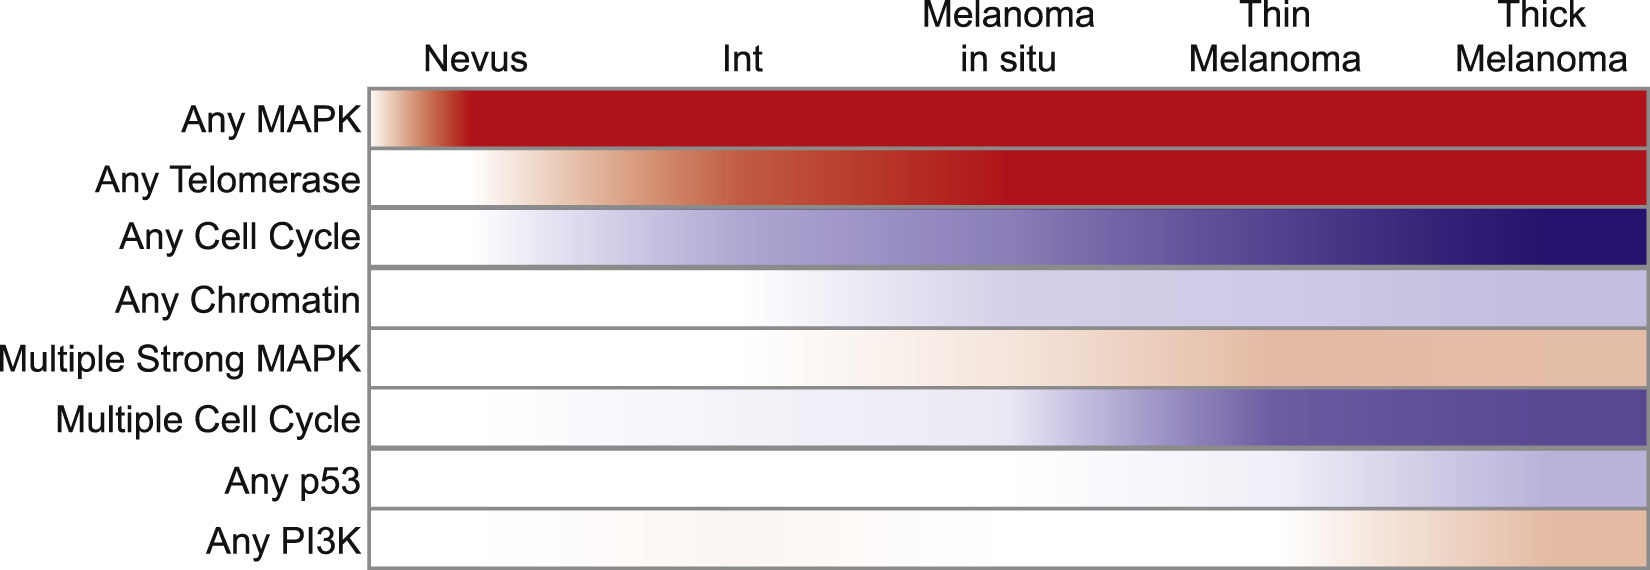 Melanoma Thin Thick
Nevus Int in situ Melanoma Melanoma
Any MAPK
Any Telomerase
Any Cell Cycle
Any Chromatin
Multiple Strong MAPK
Multiple Cell Cycle
Any p53
Any PI3K